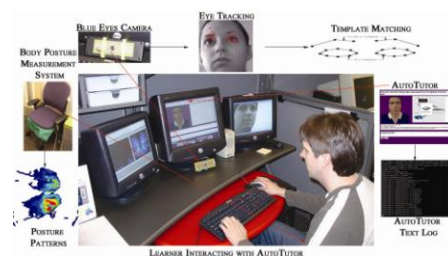 BLUE EYES CAMERA
EYE TRACKING
TEMPLATE MATCHING
BODY POSTURE
MEASUREMENT
SYSTEM
AUTOTUTOR
POSTURE
PATTERNS
AUTOTUTOR
TEXT LOG
LEARNER INTERACTING WITH AUTOTUTOR